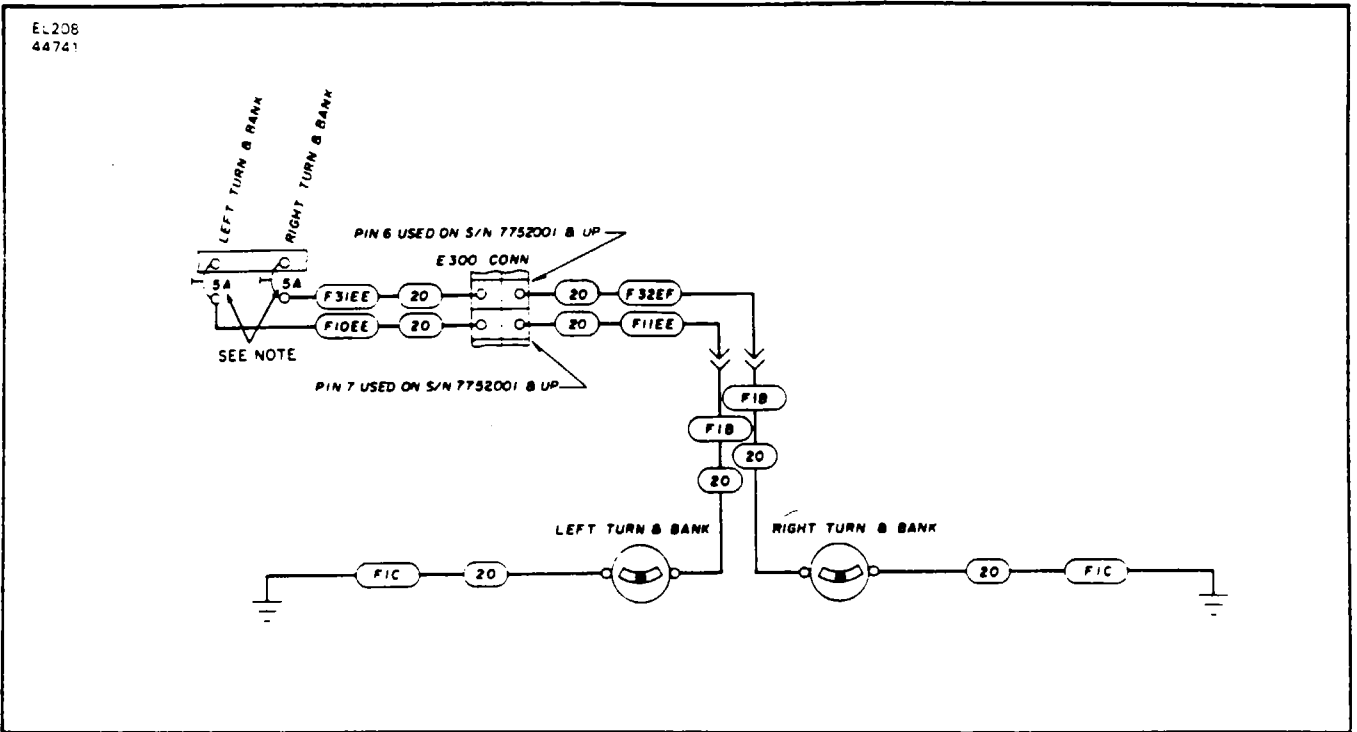 EL208
44741
LEFT TURN & BANK
RIGHT TURN & BANK
PIN 6 USED ON S/N 7752001 & UP
E300 CONN
5A
5A
F31EE
20
20
F32EF
F10EE
20
20
F11EE
SEE NOTE
PIN 7 USED ON S/N 7752001 & UP
F1B
F1B
20
20
LEFT TURN & BANK
RIGHT TURN & BANK
F1C
20
20
F1C